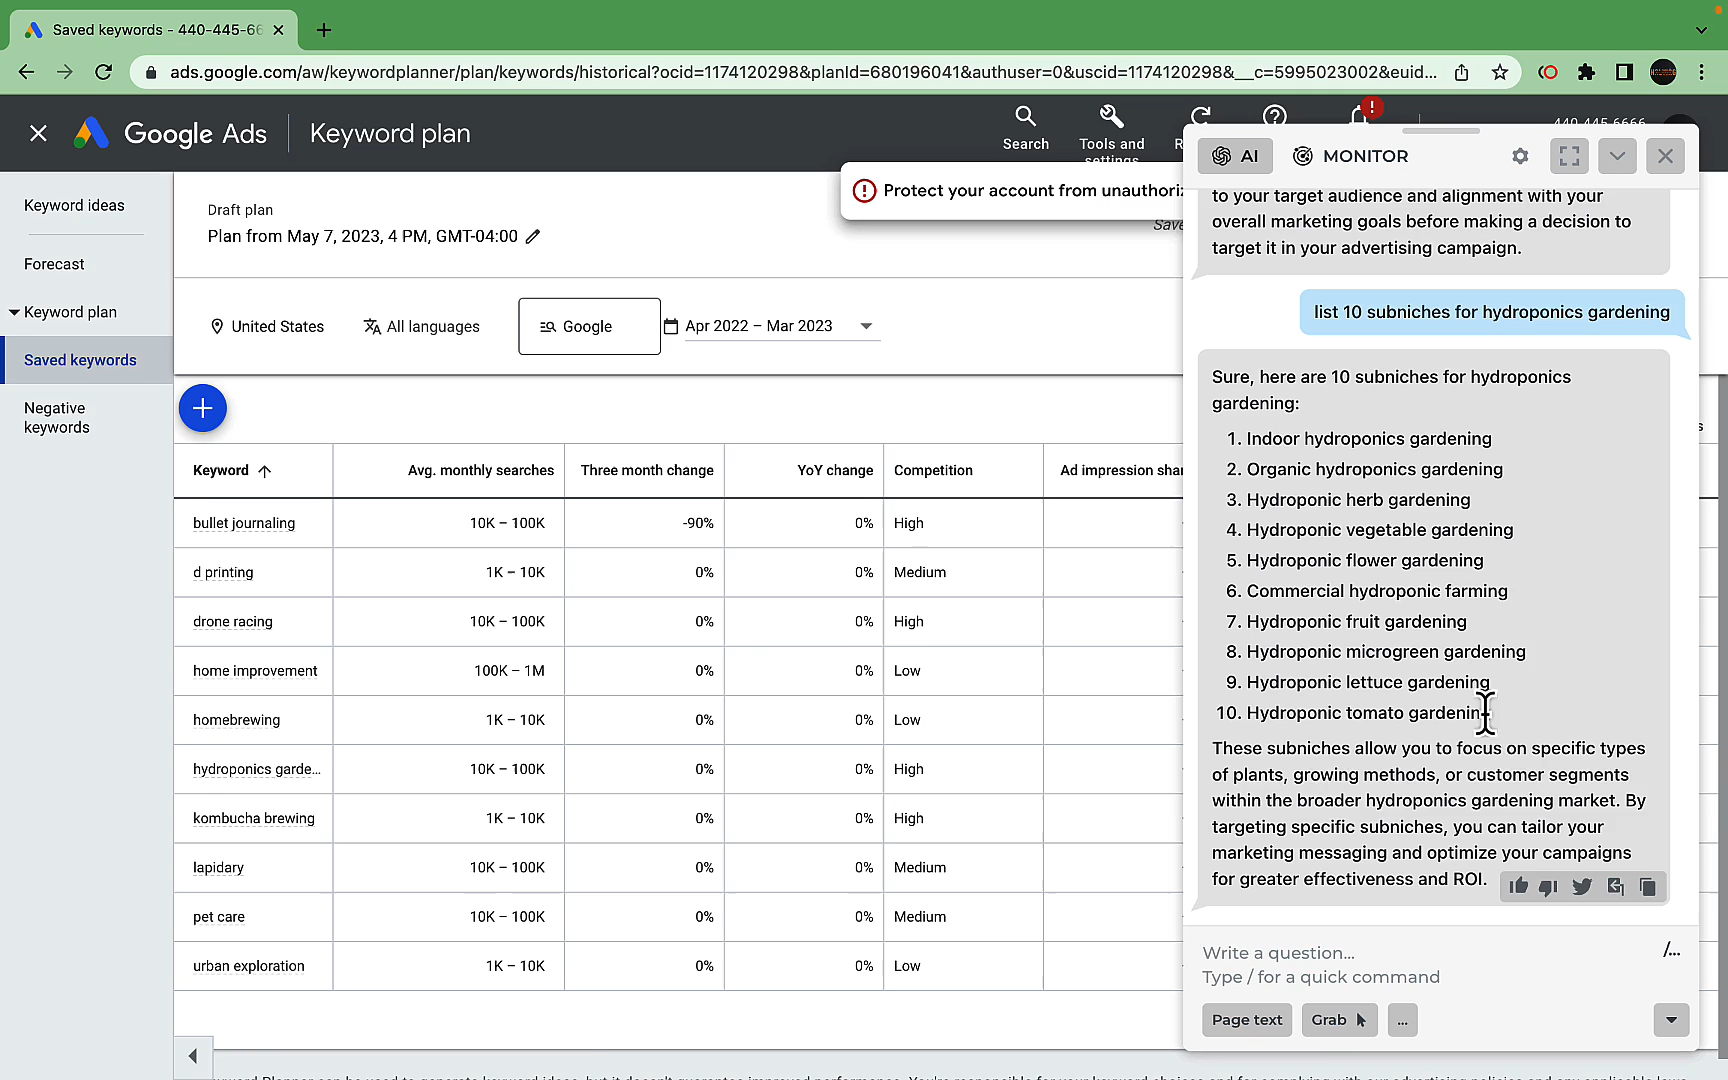 Saved keywords - 440-445-66
ads.google.com/aw/keywordplanner/plan/keywords/historical?ocid=1174120298&planId=680196041&authuser=0&uscid=1174120298&__c=5995023002&euid...
Google Ads
Keyword plan
Search
Tools and
settings
R
440-445-6666
Keyword ideas
Forecast
Keyword plan
Saved keywords
Negative
keywords
Draft plan
Plan from May 7, 2023, 4 PM, GMT-04:00
Protect your account from unauthoriz
Save
United States
All languages
Google
Apr 2022 – Mar 2023
Keyword
Avg. monthly searches
Three month change
YoY change
Competition
Ad impression shar
s
bullet journaling 10K – 100K -90% 0% High
d printing 1K – 10K 0% 0% Medium
drone racing 10K – 100K 0% 0% High
home improvement 100K – 1M 0% 0% Low
homebrewing 1K – 10K 0% 0% Low
hydroponics garde... 10K – 100K 0% 0% High
kombucha brewing 1K – 10K 0% 0% High
lapidary 10K – 100K 0% 0% Medium
pet care 10K – 100K 0% 0% Medium
urban exploration 1K – 10K 0% 0% Low
AI
MONITOR
to your target audience and alignment with your
overall marketing goals before making a decision to
target it in your advertising campaign.
list 10 subniches for hydroponics gardening
Sure, here are 10 subniches for hydroponics
gardening:
1. Indoor hydroponics gardening
2. Organic hydroponics gardening
3. Hydroponic herb gardening
4. Hydroponic vegetable gardening
5. Hydroponic flower gardening
6. Commercial hydroponic farming
7. Hydroponic fruit gardening
8. Hydroponic microgreen gardening
9. Hydroponic lettuce gardening
10. Hydroponic tomato gardening
These subniches allow you to focus on specific types
of plants, growing methods, or customer segments
within the broader hydroponics gardening market. By
targeting specific subniches, you can tailor your
marketing messaging and optimize your campaigns
for greater effectiveness and ROI.
Write a question...
Type / for a quick command
/...
Page text
Grab
...